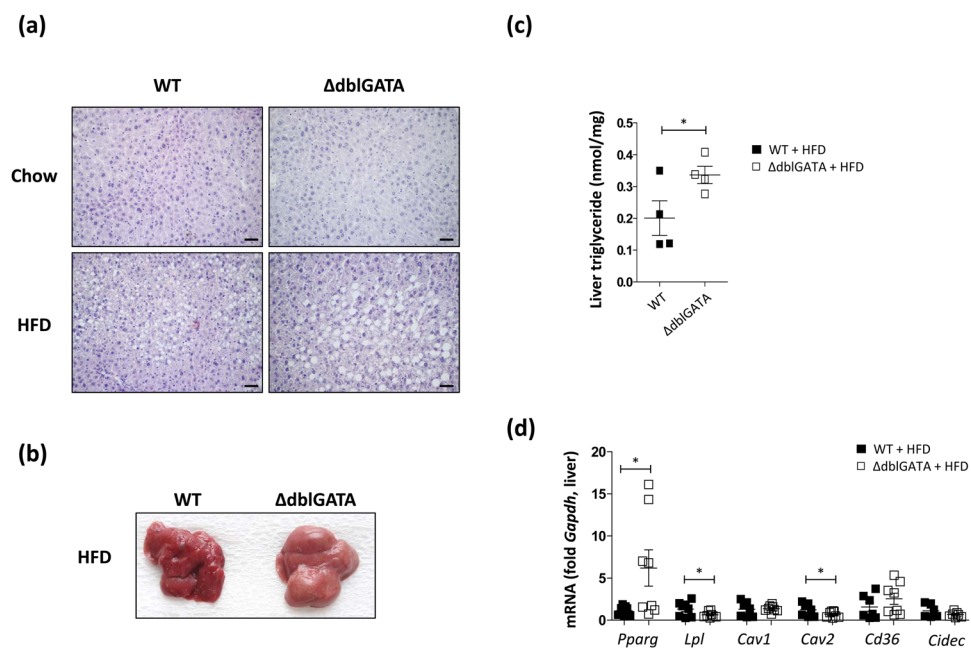 (a)
WT
ΔdblGATA
Chow
HFD
(b)
WT
ΔdblGATA
HFD
(c)
Liver triglyceride (nmol/mg)
0.5
0.4
0.3
0.2
0.1
0.0
*
WT
ΔdblGATA
WT + HFD
ΔdblGATA + HFD
(d)
mRNA (fold Gapdh, liver)
20
15
10
5
0
*
*
*
Pparg
Lpl
Cav1
Cav2
Cd36
Cidec
WT + HFD
ΔdblGATA + HFD